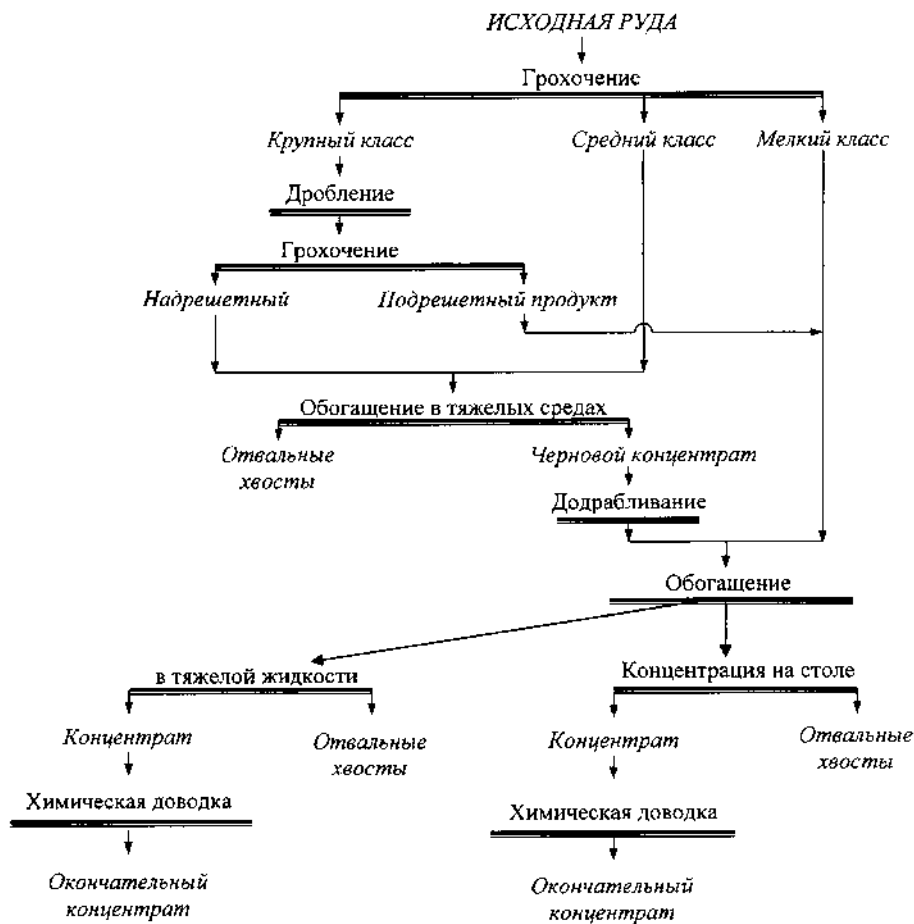 ИСХОДНАЯ РУДА
Грохочение
Крупный класс
Средний класс
Мелкий класс
Дробление
Грохочение
Надрешетный
Подрешетный продукт
Обогащение в тяжелых средах
Отвальные
хвосты
Черновой концентрат
Додрабливание
Обогащение
в тяжелой жидкости
Концентрация на столе
Концентрат
Отвальные
хвосты
Концентрат
Отвальные
хвосты
Химическая доводка
Химическая доводка
Окончательный
концентрат
Окончательный
концентрат